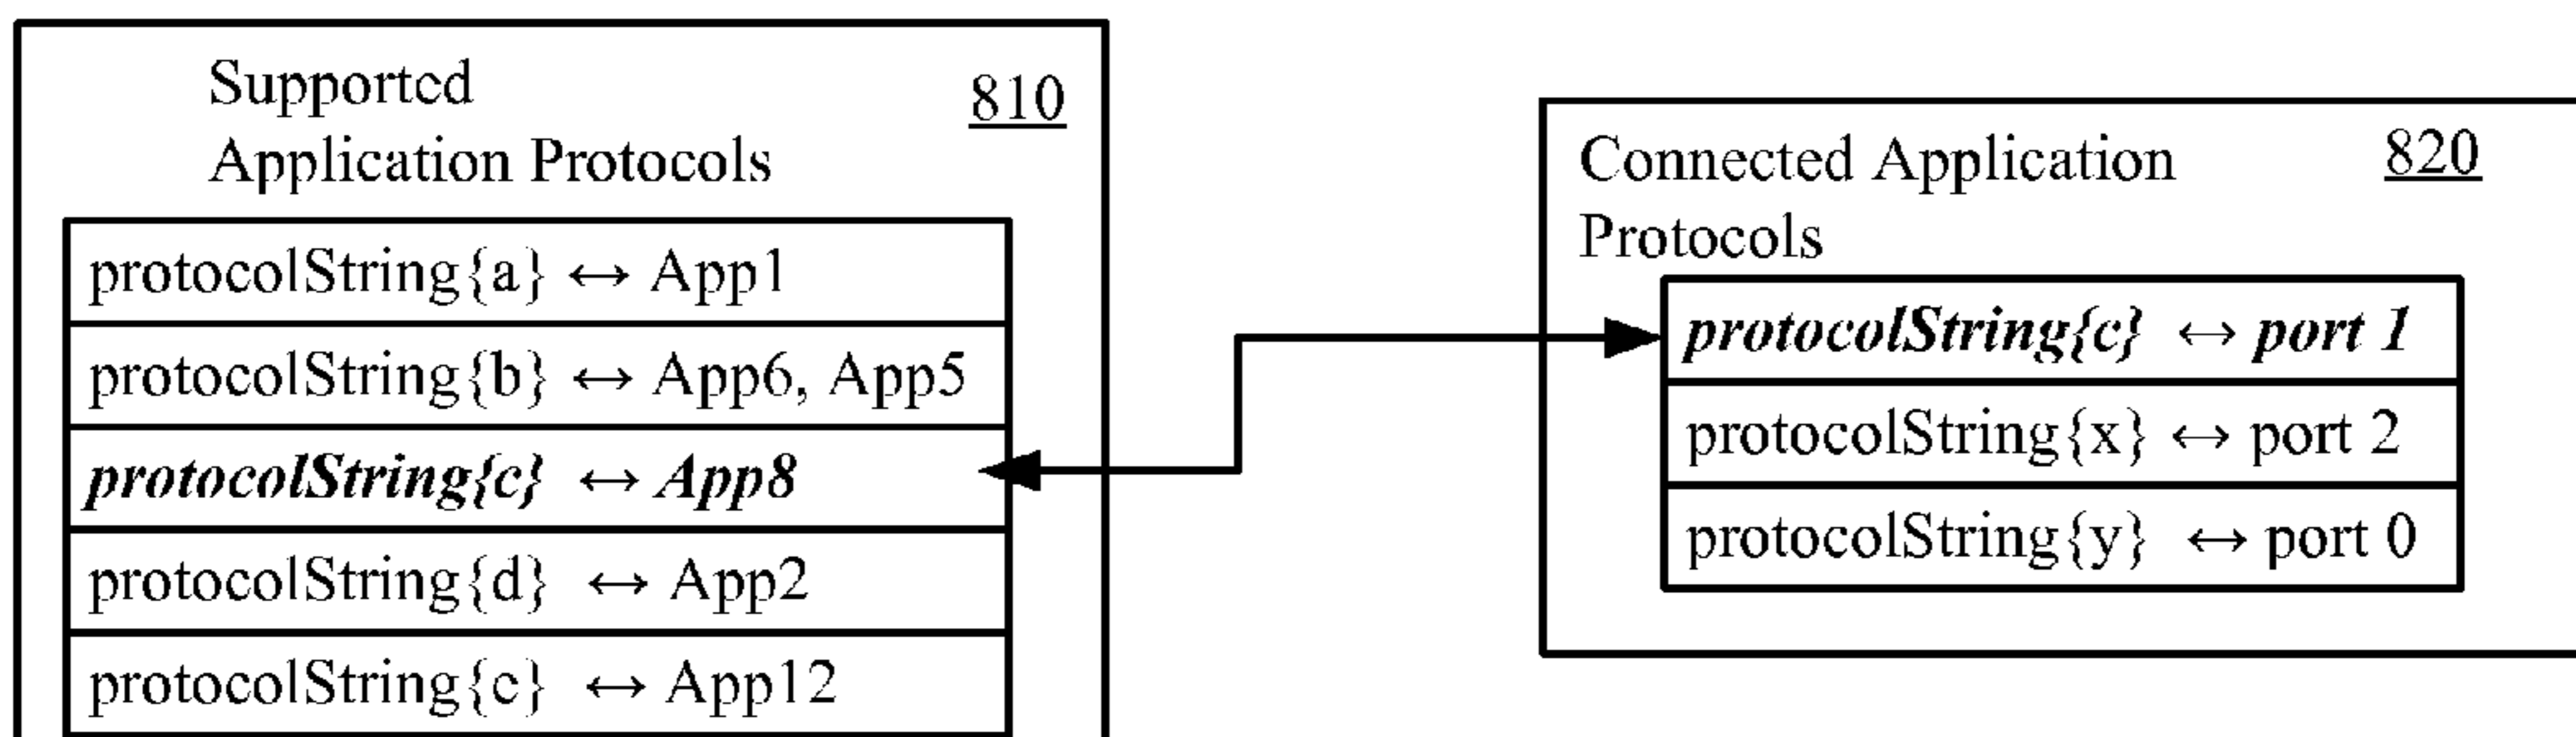 Supported
Application Protocols
810
protocolString{a} ↔ App1
protocolString{b} ↔ App6, App5
protocolString{c} ↔ App8
protocolString{d} ↔ App2
protocolString{e} ↔ App12
Connected Application
Protocols
820
protocolString{c} ↔ port 1
protocolString{x} ↔ port 2
protocolString{y} ↔ port 0